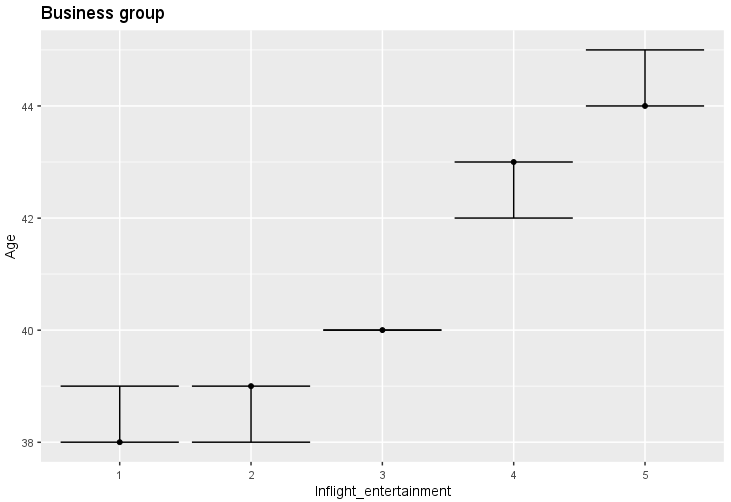 Business group
44
42
40
38
Age
1 2 3 4 5
Inflight_entertainment